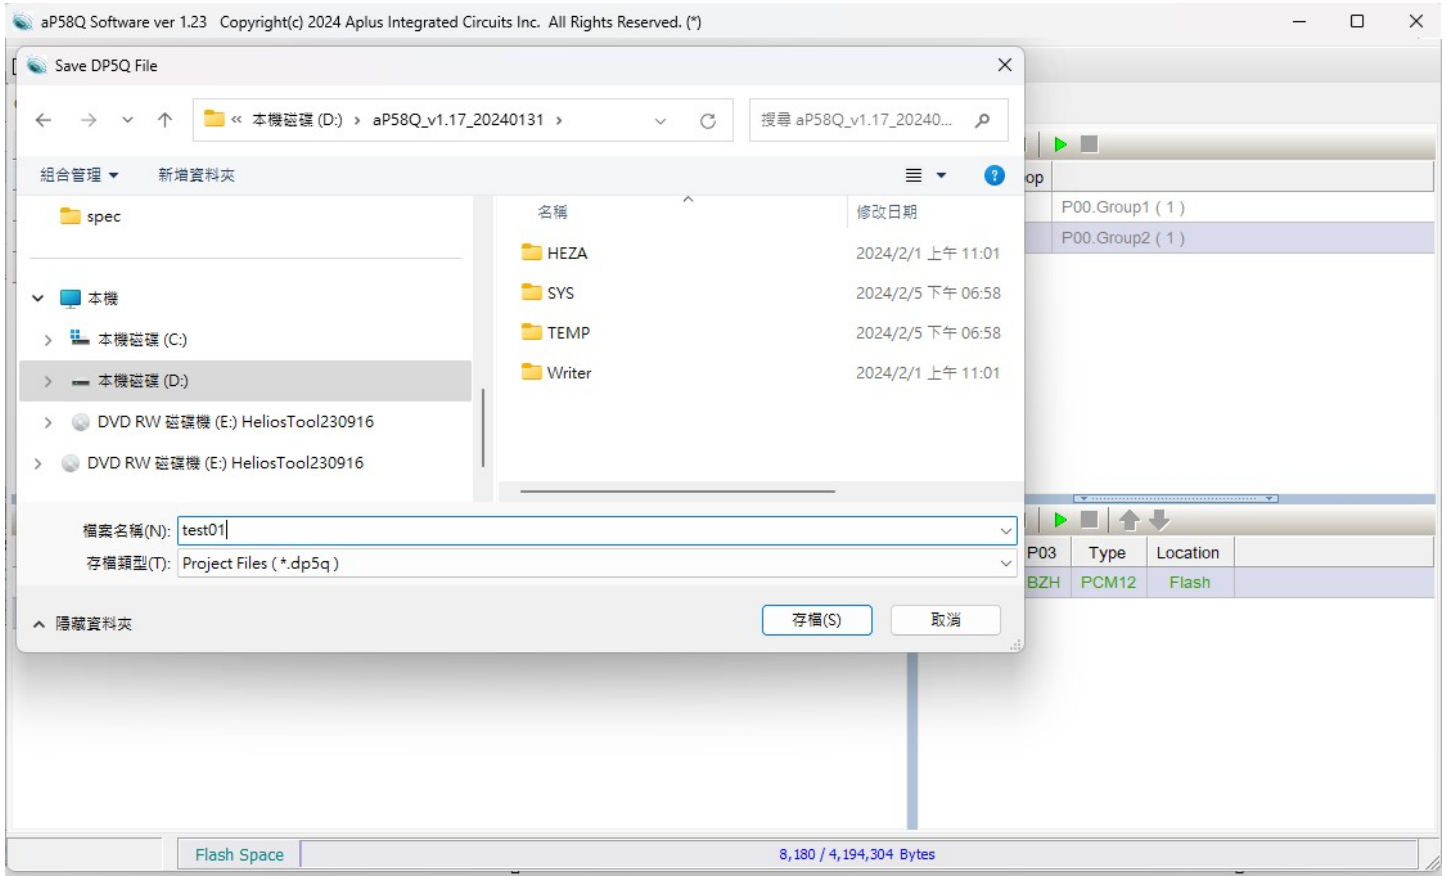 aP58Q Software ver 1.23 Copyright(c) 2024 Aplus Integrated Circuits Inc. All Rights Reserved. (*)
Save DP5Q File
« 本機磁碟 (D:) › aP58Q_v1.17_20240131 ›
搜尋 aP58Q_v1.17_20240...
組合管理
新增資料夾
spec
本機
本機磁碟 (C:)
本機磁碟 (D:)
DVD RW 磁碟機 (E:) HeliosTool230916
DVD RW 磁碟機 (E:) HeliosTool230916
名稱 修改日期
HEZA 2024/2/1 上午 11:01
SYS 2024/2/5 下午 06:58
TEMP 2024/2/5 下午 06:58
Writer 2024/2/1 上午 11:01
檔案名稱(N): test01
存檔類型(T): Project Files ( *.dp5q )
隱藏資料夾
存檔(S) 取消
op
P00.Group1 ( 1 )
P00.Group2 ( 1 )
P03 Type Location
BZH PCM12 Flash
Flash Space 8,180 / 4,194,304 Bytes